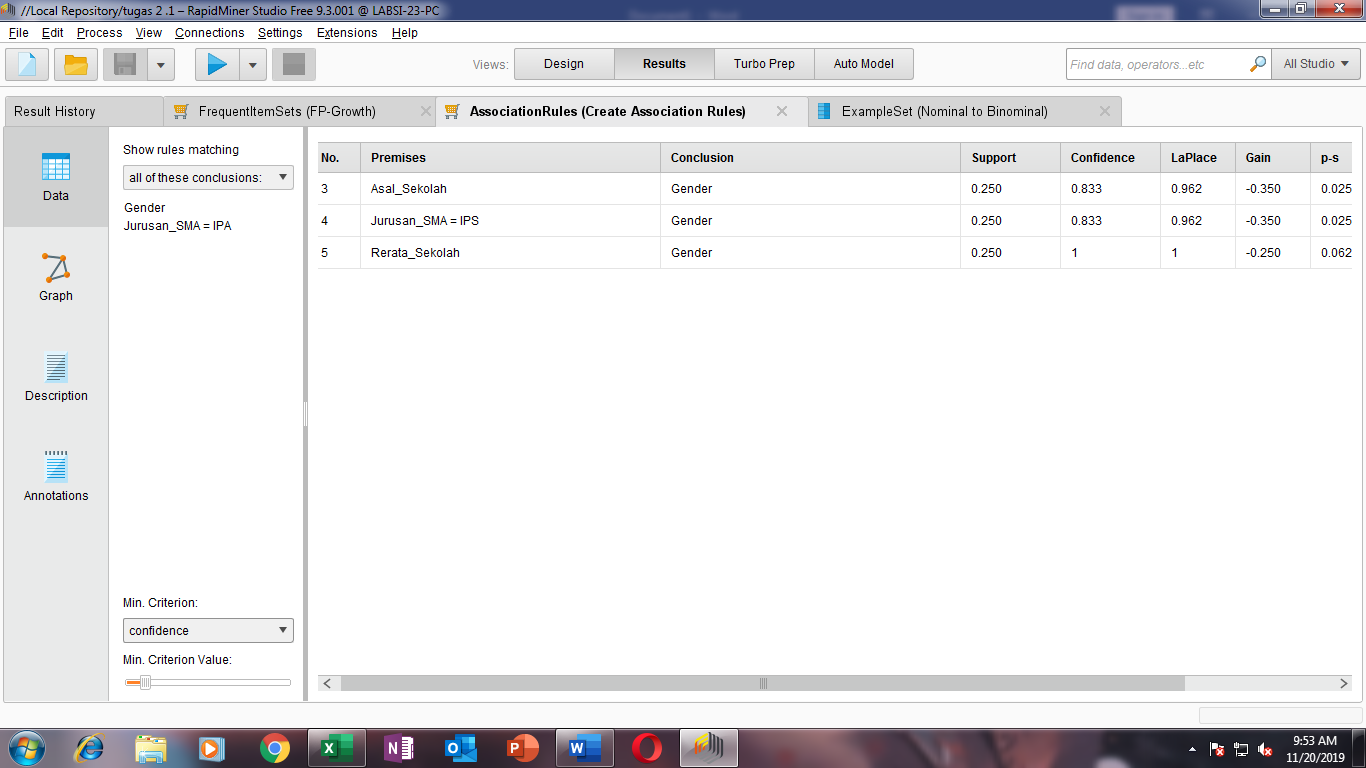 //Local Repository/tugas 2 .1 – RapidMiner Studio Free 9.3.001 @ LABSI-23-PC
File Edit Process View Connections Settings Extensions Help
Views: Design Results Turbo Prep Auto Model Find data, operators...etc All Studio
Result History FrequentItemSets (FP-Growth) AssociationRules (Create Association Rules) ExampleSet (Nominal to Binominal)
Data
Graph
Description
Annotations
Show rules matching
all of these conclusions:
Gender
Jurusan_SMA = IPA
Min. Criterion:
confidence
Min. Criterion Value:
No. Premises Conclusion Support Confidence LaPlace Gain p-s
3 Asal_Sekolah Gender 0.250 0.833 0.962 -0.350 0.025
4 Jurusan_SMA = IPS Gender 0.250 0.833 0.962 -0.350 0.025
5 Rerata_Sekolah Gender 0.250 1 1 -0.250 0.062
9:53 AM
11/20/2019